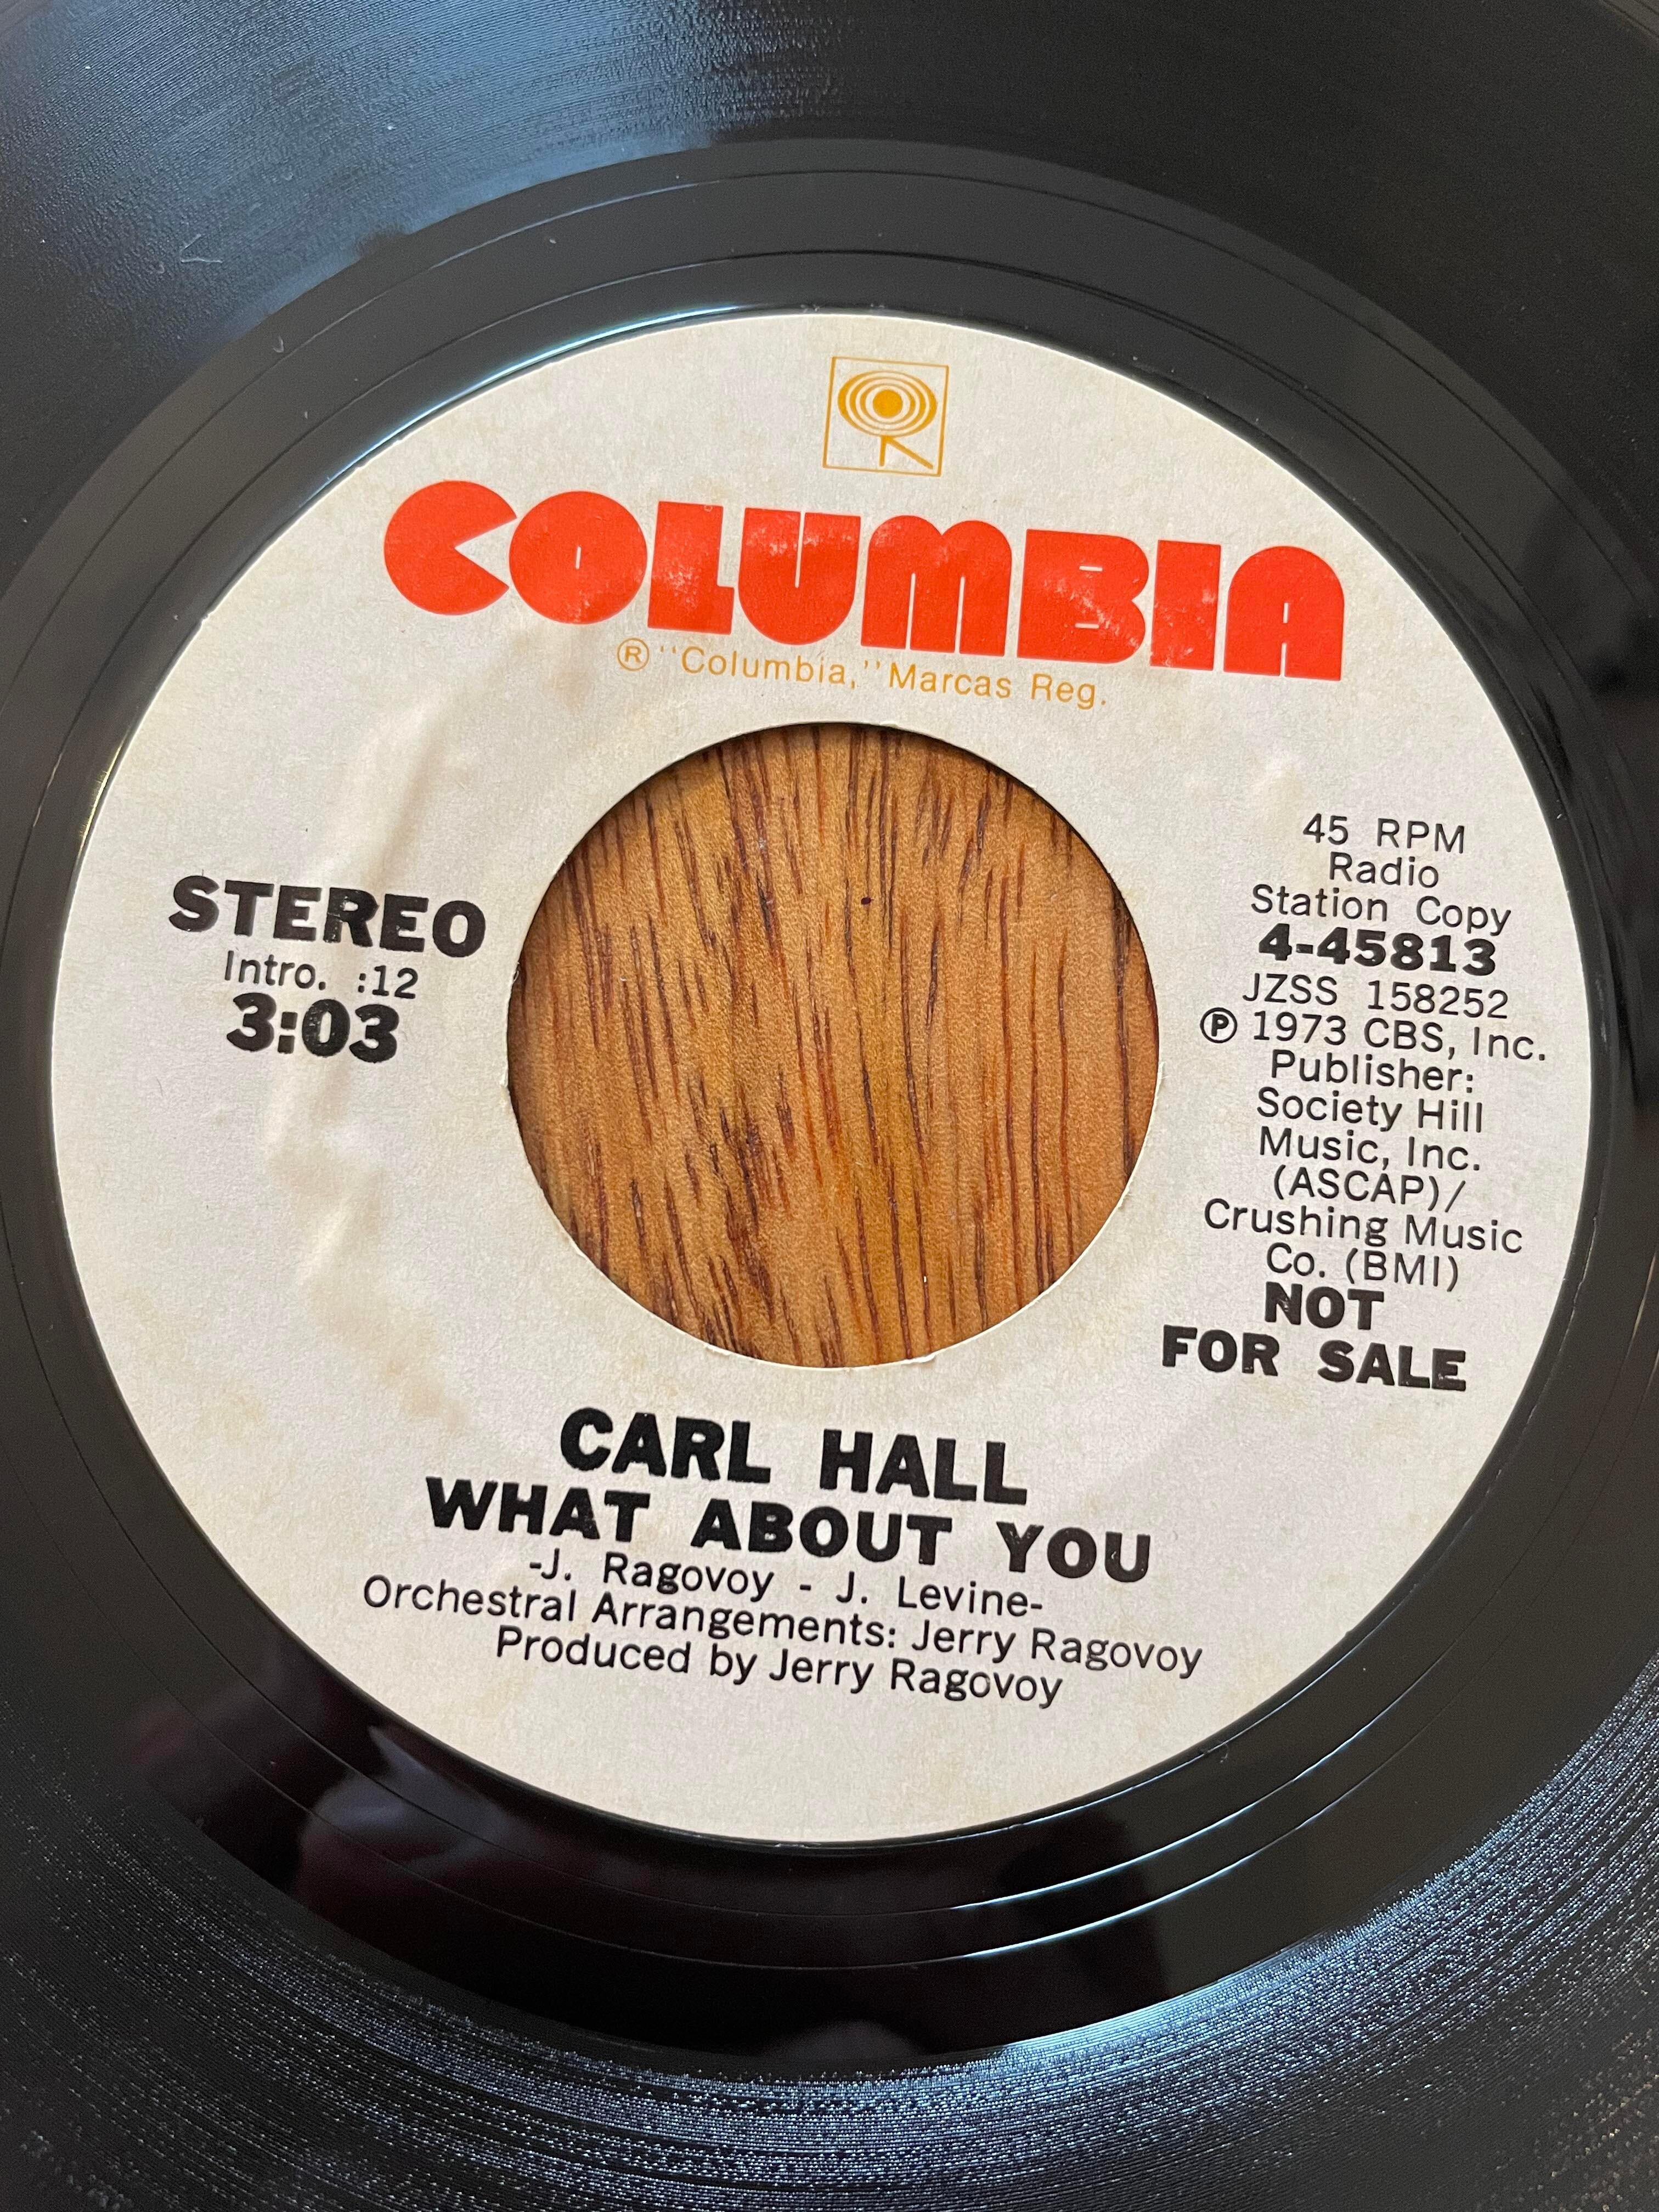 COLUMBIA
® "Columbia," Marcas Reg.
STEREO
Intro. :12
3:03
45 RPM
Radio
Station Copy
4-45813
JZSS 158252
℗ 1973 CBS, Inc.
Publisher:
Society Hill
Music, Inc.
(ASCAP)/
Crushing Music
Co. (BMI)
NOT
FOR SALE
CARL HALL
WHAT ABOUT YOU
-J. Ragovoy - J. Levine-
Orchestral Arrangements: Jerry Ragovoy
Produced by Jerry Ragovoy